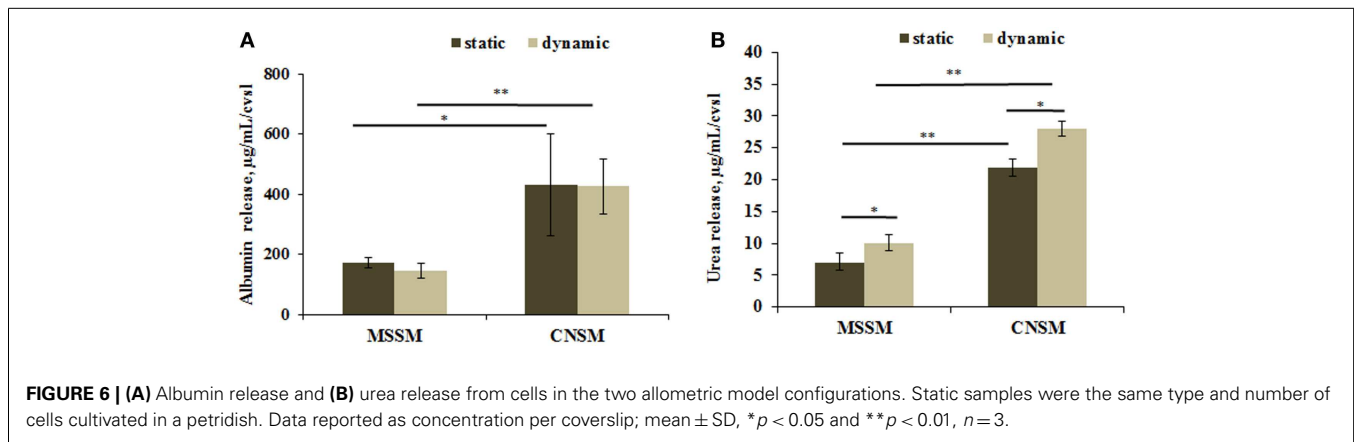 A
static dynamic
Albumin release, µg/mL/cvsl
800
600
400
200
0
**
*
MSSM CNSM
B
static dynamic
Urea release, µg/mL/cvsl
40
35
30
25
20
15
10
5
0
**
*
**
*
MSSM CNSM
FIGURE 6 | (A) Albumin release and (B) urea release from cells in the two allometric model configurations. Static samples were the same type and number of
cells cultivated in a petridish. Data reported as concentration per coverslip; mean ± SD, *p < 0.05 and **p < 0.01, n = 3.